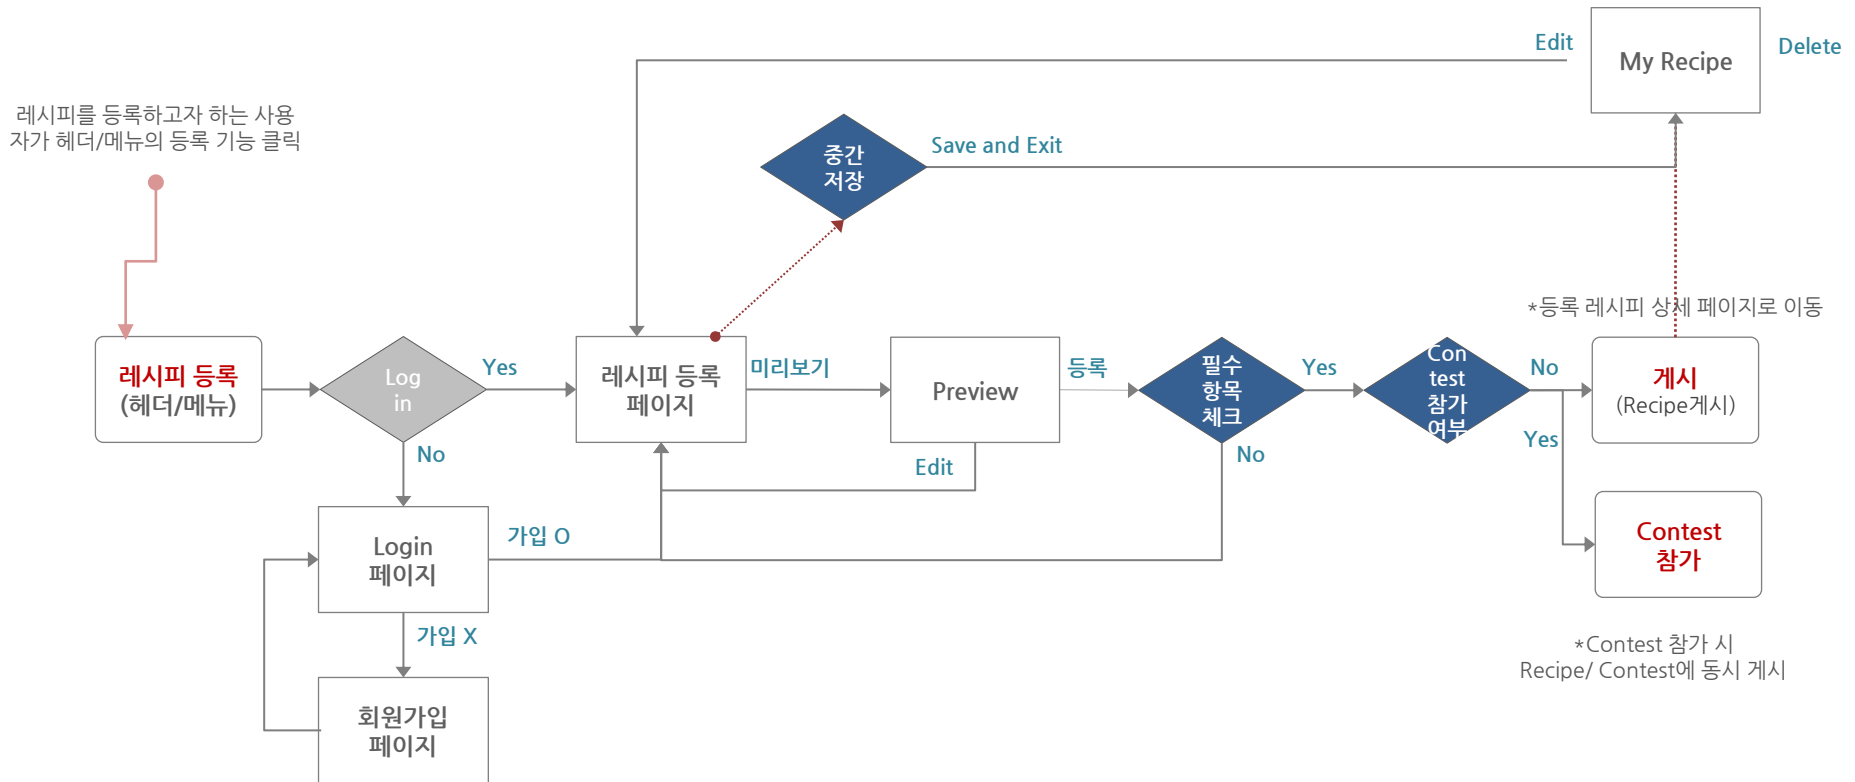 Edit
My Recipe
Delete
레시피를 등록하고자 하는 사용
자가 헤더/메뉴의 등록 기능 클릭
중간
저장
Save and Exit
*등록 레시피 상세 페이지로 이동
레시피 등록
(헤더/메뉴)
Log
in
Yes
No
레시피 등록
페이지
미리보기
Preview
등록
Edit
필수
항목
체크
Yes
No
Con
test
참가
여부
No
Yes
게시
(Recipe게시)
Login
페이지
가입 O
가입 X
Contest
참가
*Contest 참가 시
Recipe/ Contest에 동시 게시
회원가입
페이지